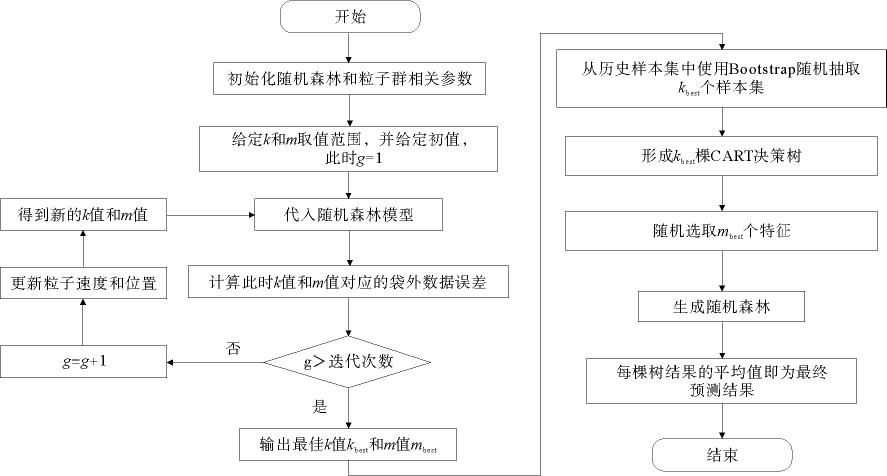 开始
初始化随机森林和粒子群相关参数
给定k和m取值范围，并给定初值，
此时g=1
得到新的k值和m值
代入随机森林模型
更新粒子速度和位置
计算此时k值和m值对应的袋外数据误差
否
g=g+1
g＞迭代次数
是
输出最佳k值kbest和m值mbest
从历史样本集中使用Bootstrap随机抽取
kbest个样本集
形成kbest棵CART决策树
随机选取mbest个特征
生成随机森林
每棵树结果的平均值即为最终
预测结果
结束